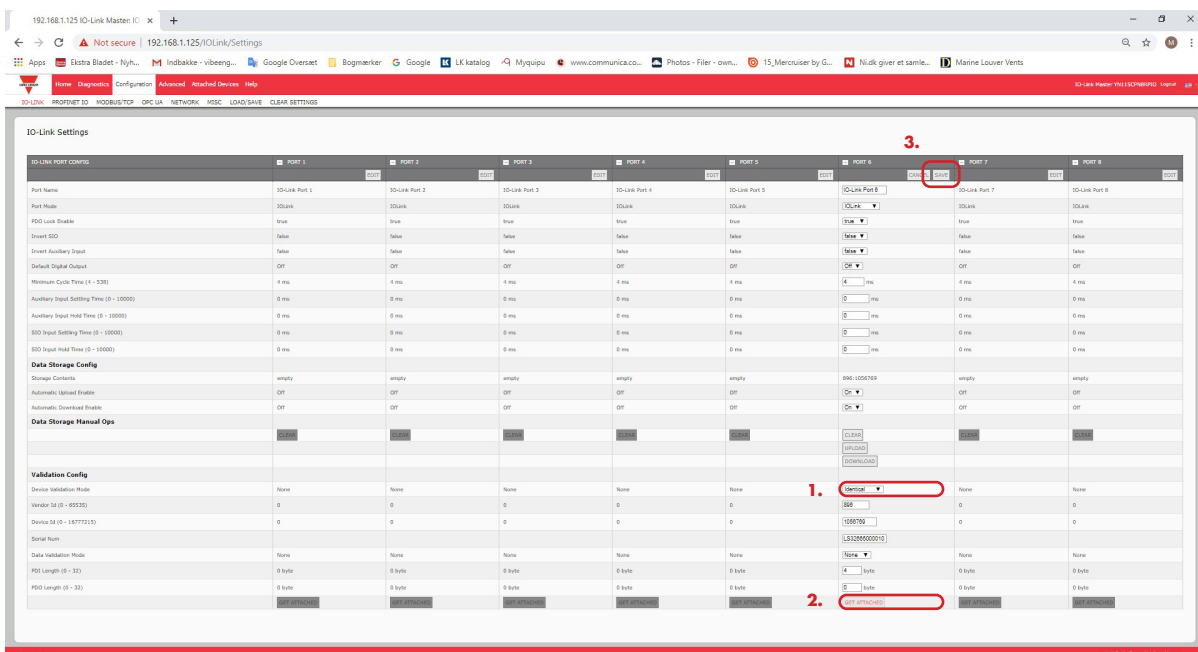 192.168.1.125 IO-Link Master: IO
Not secure | 192.168.1.125/IOLink/Settings
Apps Ekstra Bladet - Nyh... Indbakke - vibeeng... Google Oversæt Bogmærker Google LK katalog Myquipu www.communica.co... Photos - Filer - own... 15_Mercruiser by G... Ni.dk giver et samle... Marine Louver Vents
Home Diagnostics Configuration Advanced Attached Devices Help Logout
IO-LINK PROFINET IO MODBUS/TCP OPC UA NETWORK MISC LOAD/SAVE CLEAR SETTINGS
IO-Link Settings
3.
IO-LINK PORT CONFIG PORT 1 PORT 2 PORT 3 PORT 4 PORT 5 PORT 6 PORT 7 PORT 8
EDIT EDIT EDIT EDIT EDIT CANCEL SAVE EDIT EDIT
Port Name IO-Link Port 1 IO-Link Port 2 IO-Link Port 3 IO-Link Port 4 IO-Link Port 5 IO-Link Port 6 IO-Link Port 7 IO-Link Port 8
Port Mode IOLink IOLink IOLink IOLink IOLink IOLink IOLink IOLink
PDO Lock Enable true true true true true true true true
Invert SIO false false false false false false false false
Invert Auxiliary Input false false false false false false false false
Default Digital Output Off Off Off Off Off Off Off Off
Minimum Cycle Time (4 - 538) 4 ms 4 ms 4 ms 4 ms 4 ms 4 ms 4 ms 4 ms
Auxiliary Input Settling Time (0 - 10000) 0 ms 0 ms 0 ms 0 ms 0 ms 0 ms 0 ms 0 ms
Auxiliary Input Hold Time (0 - 10000) 0 ms 0 ms 0 ms 0 ms 0 ms 0 ms 0 ms 0 ms
SIO Input Settling Time (0 - 10000) 0 ms 0 ms 0 ms 0 ms 0 ms 0 ms 0 ms 0 ms
SIO Input Hold Time (0 - 10000) 0 ms 0 ms 0 ms 0 ms 0 ms 0 ms 0 ms 0 ms
Data Storage Config
Storage Contents empty empty empty empty empty 896:1056769 empty empty
Automatic Upload Enable Off Off Off Off Off On Off Off
Automatic Download Enable Off Off Off Off Off On Off Off
Data Storage Manual Ops
CLEAR CLEAR CLEAR CLEAR CLEAR CLEAR CLEAR CLEAR
UPLOAD
DOWNLOAD
Validation Config
Device Validation Mode None None None None None 1. Identical None None
Vendor Id (0 - 65535) 0 0 0 0 0 896 0 0
Device Id (0 - 16777215) 0 0 0 0 0 1056769 0 0
Serial Num LS32666000010
Data Validation Mode None None None None None None None None
PDI Length (0 - 32) 0 byte 0 byte 0 byte 0 byte 0 byte 4 byte 0 byte 0 byte
PDO Length (0 - 32) 0 byte 0 byte 0 byte 0 byte 0 byte 0 byte 0 byte 0 byte
GET ATTACHED GET ATTACHED GET ATTACHED GET ATTACHED GET ATTACHED 2. GET ATTACHED GET ATTACHED GET ATTACHED